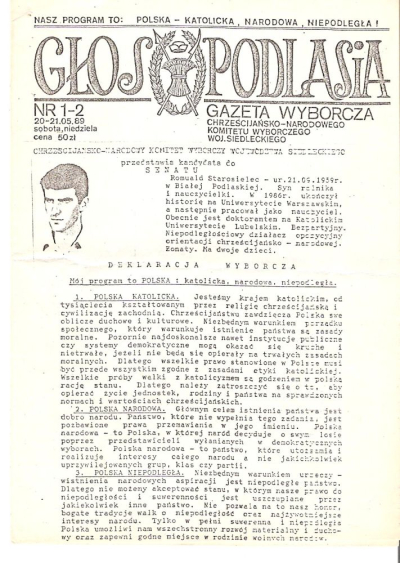 NASZ PROGRAM TO: POLSKA – KATOLICKA, NARODOWA, NIEPODLEGŁA !
GŁOS PODLASIA
NR 1-2
20-21.05.89
sobota, niedziela
cena 50 zł
GAZETA WYBORCZA
CHRZEŚCIJAŃSKO-NARODOWEGO
KOMITETU WYBORCZEGO
WOJ. SIEDLECKIEGO
CHRZEŚCIJAŃSKO-NARODOWY KOMITET WYBORCZY WOJEWÓDZTWA SIEDLECKIEGO
przedstawia kandydata do
SENATU
Romuald Starosielec - ur. 21.05.1959r.
w Białej Podlaskiej. Syn rolnika
i nauczycielki. W 1986r. ukończył
historię na Uniwersytecie Warszawskim,
a następnie pracował jako nauczyciel.
Obecnie jest doktorantem na Katolickim
Uniwersytecie Lubelskim. Bezpartyjny.
Niepodległościowy działacz opozycyjny
orientacji chrześcijańsko - narodowej.
Żonaty. Ma dwoje dzieci.
DEKLARACJA WYBORCZA
Mój program to POLSKA : katolicka, narodowa, niepodległa.
1. POLSKA KATOLICKA. Jesteśmy krajem katolickim, od
tysiąclecia kształtowanym przez religię chrześcijańską i
cywilizację zachodnią. Chrześcijaństwu zawdzięcza Polska swe
oblicze duchowe i kulturowe. Niezbędnym warunkiem porządku
społecznego, który warunkuje istnienie państwa są zasady
moralne. Pozornie najdoskonalsze nawet instytucje publiczne
czy systemy demokratyczne mogą okazać się kruche i
nietrwałe, jeżeli nie będą się opierały na trwałych zasadach
moralnych. Dlatego wszelkie prawo stanowione w Polsce musi
być przede wszystkim zgodne z zasadami etyki katolickiej.
Wszelkie próby walki z katolicyzmem są godzeniem w polską
rację stanu. Dlatego należy zatroszczyć się o to, aby
opierać życie jednostek, rodziny i państwa na sprawdzonych
normach i wartościach chrześcijańskich.
2. POLSKA NARODOWA. Głównym celem istnienia państwa jest
dobro narodu. Państwo, które nie wypełnia tego zadania, jest
pozbawione prawa przemawiania w jego imieniu. Polska
narodowa - to Polska, w której naród decyduje o swym losie
poprzez przedstawicieli wyłanianych w demokratycznych
wyborach. Polska narodowa - to państwo, które utożsamia i
realizuje interesy całego narodu a nie jakichkolwiek
uprzywilejowanych grup, klas czy partii.
3. POLSKA NIEPODLEGŁA. Niezbędnym warunkiem urzeczy -
wistnienia narodowych aspiracji jest niepodległe państwo.
Dlatego nie możemy akceptować stanu, w którym nasze prawo do
niepodległości i suwerenności jest uszczuplane przez
jakiekolwiek inne państwo. Nie pozwala na to nasz honor,
bogate tradycje walk o niepodległość oraz najżywotniejsze
interesy narodu. Tylko w pełni suwerenna i niepodległa
Polska umożliwi nam wszechstronny rozwój materialny i ducho-
wy oraz zapewni godne miejsce w rodzinie wolnych narodów.